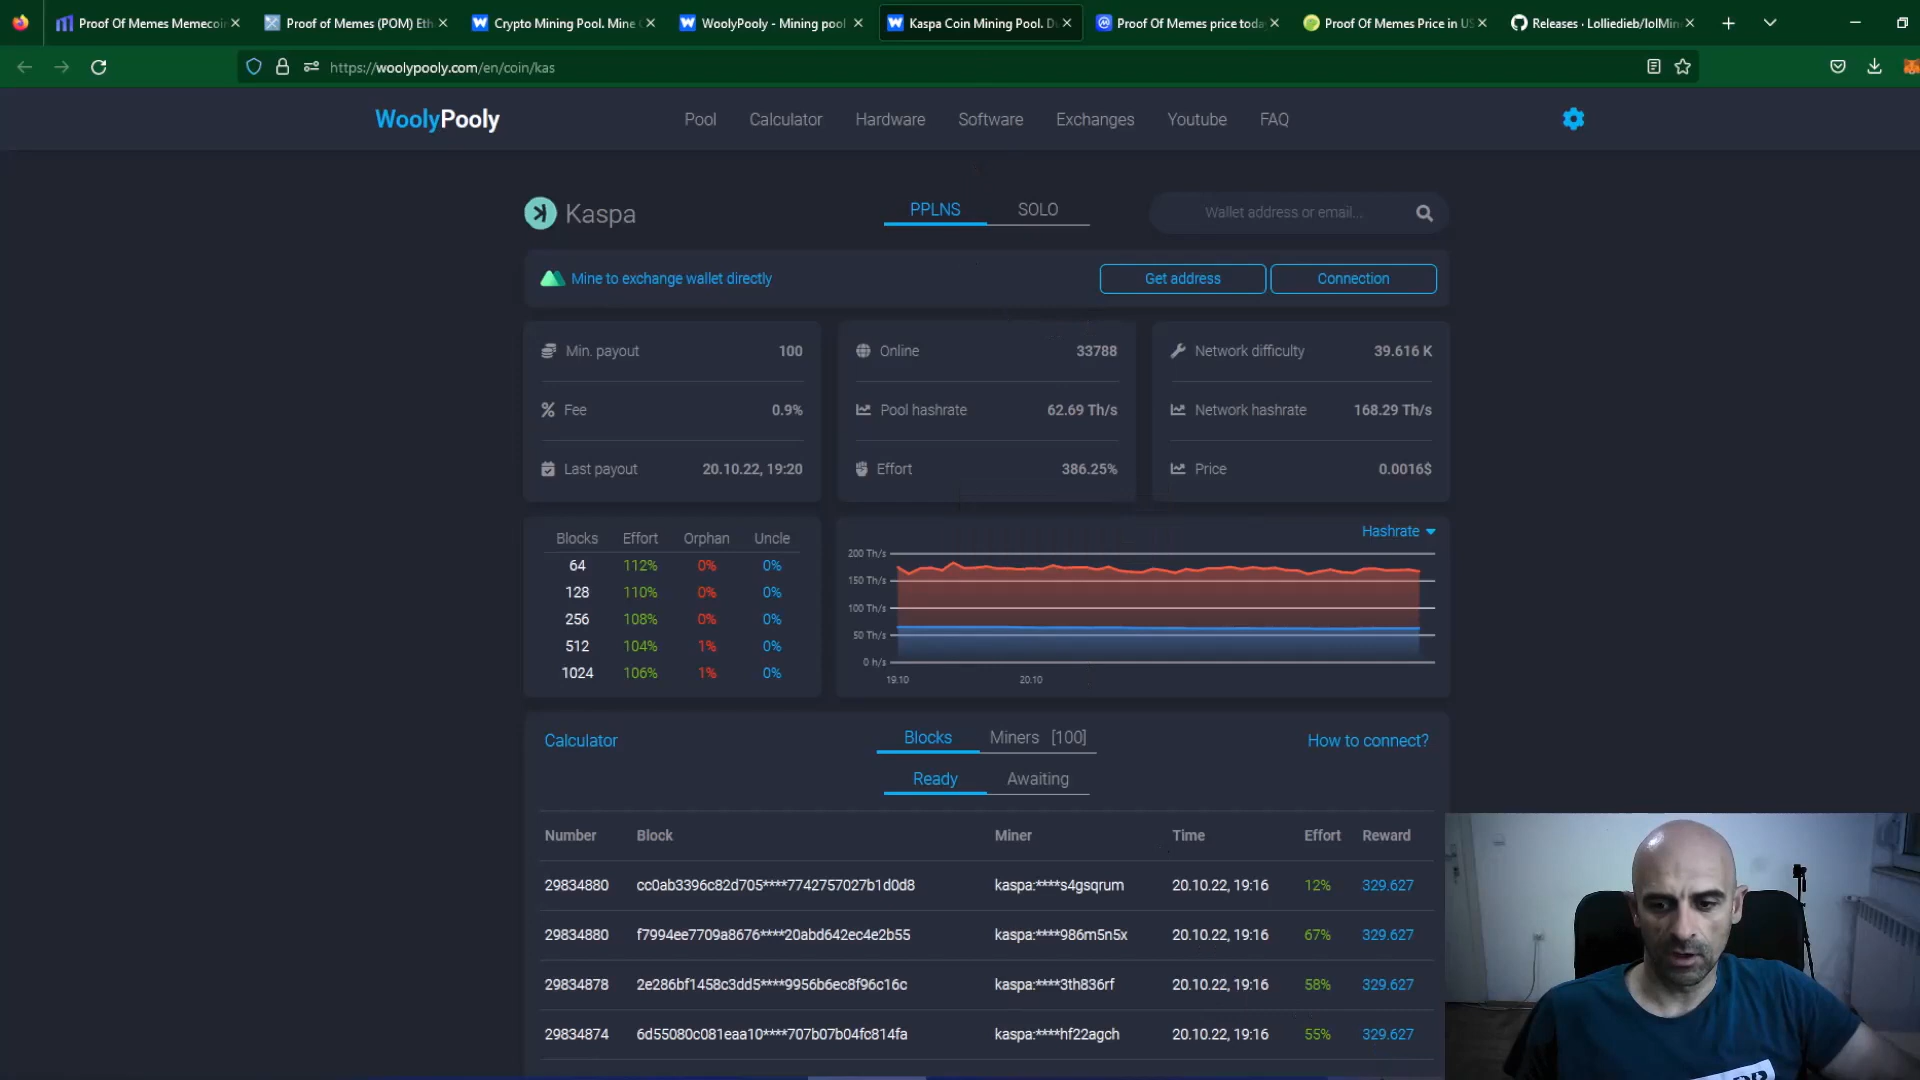 Proof Of Memes Memecoi
Proof of Memes (POM) Eth
Crypto Mining Pool. Mine
WoolyPooly - Mining pool
Kaspa Coin Mining Pool. D
Proof Of Memes price today
Proof Of Memes Price in US
Releases · Lolliedieb/lolMin
https://woolypooly.com/en/coin/kas
WoolyPooly
Pool
Calculator
Hardware
Software
Exchanges
Youtube
FAQ
Kaspa
PPLNS
SOLO
Wallet address or email...
Mine to exchange wallet directly
Get address
Connection
Min. payout 100
Fee 0.9%
Last payout 20.10.22, 19:20
Online 33788
Pool hashrate 62.69 Th/s
Effort 386.25%
Network difficulty 39.616 K
Network hashrate 168.29 Th/s
Price 0.0016$
Blocks Effort Orphan Uncle
64 112% 0% 0%
128 110% 0% 0%
256 108% 0% 0%
512 104% 1% 0%
1024 106% 1% 0%
Hashrate
200 Th/s
150 Th/s
100 Th/s
50 Th/s
0 h/s
19:10 20:10
Calculator
Blocks
Miners [100]
How to connect?
Ready
Awaiting
Number Block Miner Time Effort Reward
29834880 cc0ab3396c82d705****7742757027b1d0d8 kaspa:****s4gsqrum 20.10.22, 19:16 12% 329.627
29834880 f7994ee7709a8676****20abd642ec4e2b55 kaspa:****986m5n5x 20.10.22, 19:16 67% 329.627
29834878 2e286bf1458c3dd5****9956b6ec8f96c16c kaspa:****3th836rf 20.10.22, 19:16 58% 329.627
29834874 6d55080c081eaa10****707b07b04fc814fa kaspa:****hf22agch 20.10.22, 19:16 55% 329.627